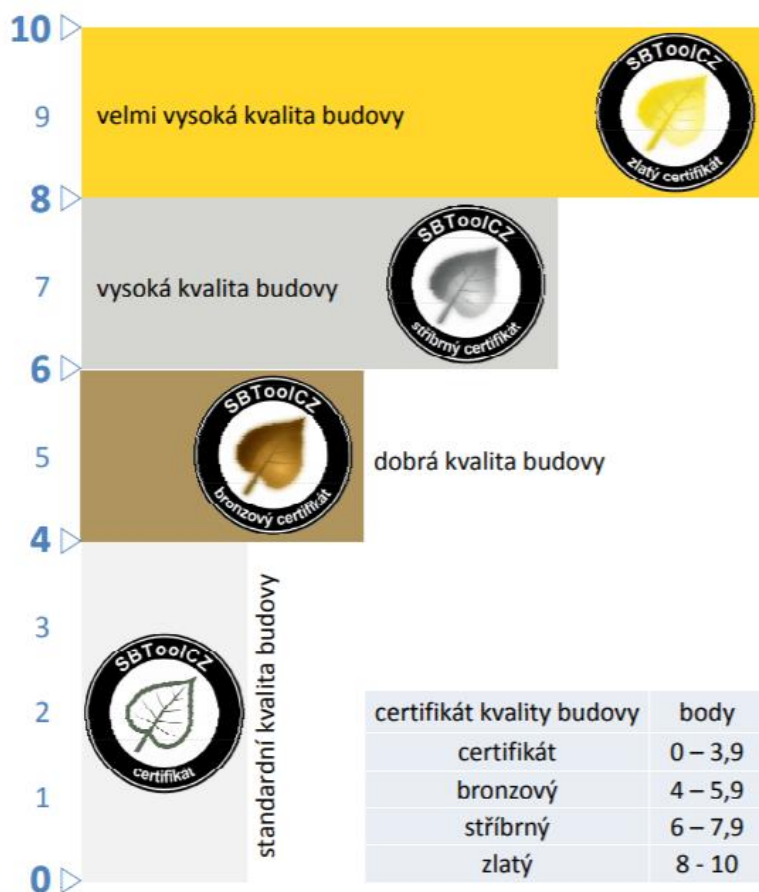 10
9
velmi vysoká kvalita budovy
SBToolCZ
zlatý certifikát
8
7
vysoká kvalita budovy
SBToolCZ
stříbrný certifikát
6
5
SBToolCZ
bronzový certifikát
dobrá kvalita budovy
4
3
2
1
0
SBToolCZ
certifikát
standardní kvalita budovy
certifikát kvality budovy body
certifikát 0 – 3,9
bronzový 4 – 5,9
stříbrný 6 – 7,9
zlatý 8 - 10